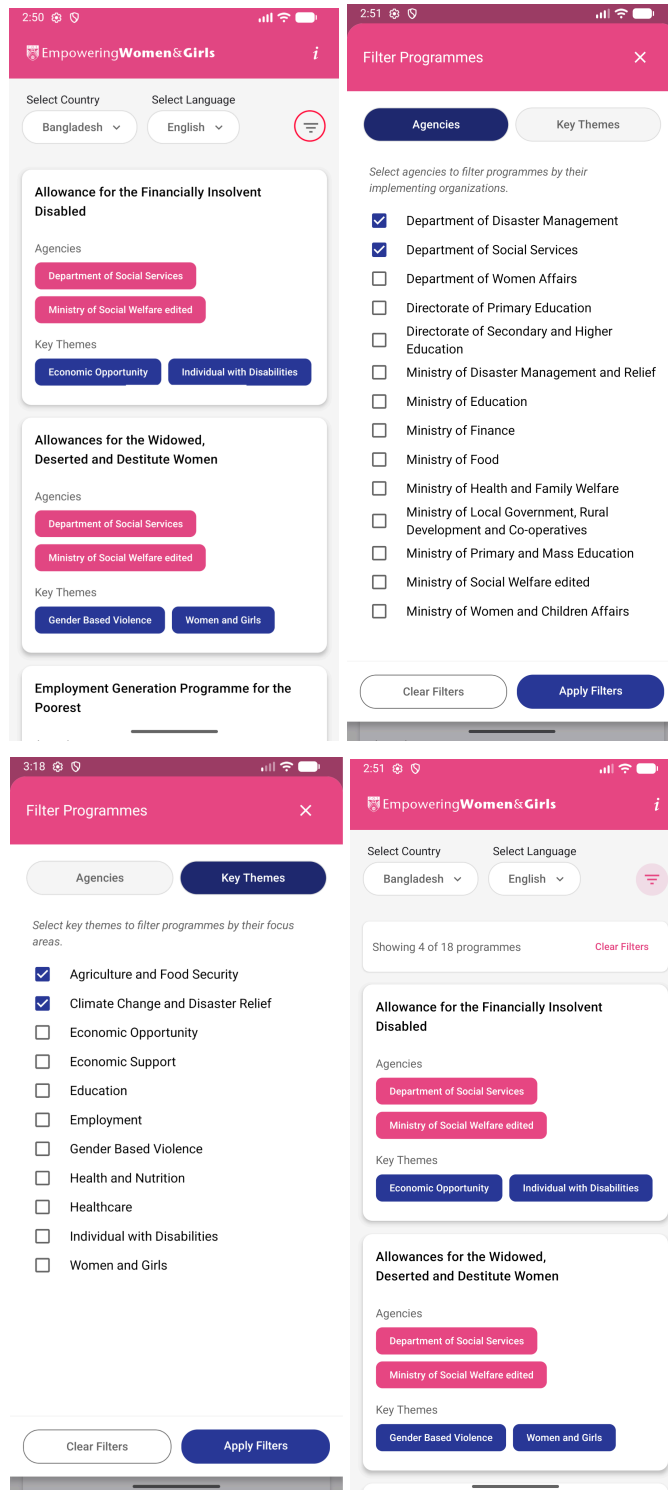 2:50
EmpoweringWomen&Girls
i
Select Country
Select Language
Bangladesh
English
Allowance for the Financially Insolvent
Disabled
Agencies
Department of Social Services
Ministry of Social Welfare edited
Key Themes
Economic Opportunity
Individual with Disabilities
Allowances for the Widowed,
Deserted and Destitute Women
Agencies
Department of Social Services
Ministry of Social Welfare edited
Key Themes
Gender Based Violence
Women and Girls
Employment Generation Programme for the
Poorest
2:51
Filter Programmes
Agencies
Key Themes
Select agencies to filter programmes by their
implementing organizations.
Department of Disaster Management
Department of Social Services
Department of Women Affairs
Directorate of Primary Education
Directorate of Secondary and Higher
Education
Ministry of Disaster Management and Relief
Ministry of Education
Ministry of Finance
Ministry of Food
Ministry of Health and Family Welfare
Ministry of Local Government, Rural
Development and Co-operatives
Ministry of Primary and Mass Education
Ministry of Social Welfare edited
Ministry of Women and Children Affairs
Clear Filters
Apply Filters
3:18
Filter Programmes
Agencies
Key Themes
Select key themes to filter programmes by their focus
areas.
Agriculture and Food Security
Climate Change and Disaster Relief
Economic Opportunity
Economic Support
Education
Employment
Gender Based Violence
Health and Nutrition
Healthcare
Individual with Disabilities
Women and Girls
Clear Filters
Apply Filters
2:51
EmpoweringWomen&Girls
i
Select Country
Select Language
Bangladesh
English
Showing 4 of 18 programmes
Clear Filters
Allowance for the Financially Insolvent
Disabled
Agencies
Department of Social Services
Ministry of Social Welfare edited
Key Themes
Economic Opportunity
Individual with Disabilities
Allowances for the Widowed,
Deserted and Destitute Women
Agencies
Department of Social Services
Ministry of Social Welfare edited
Key Themes
Gender Based Violence
Women and Girls